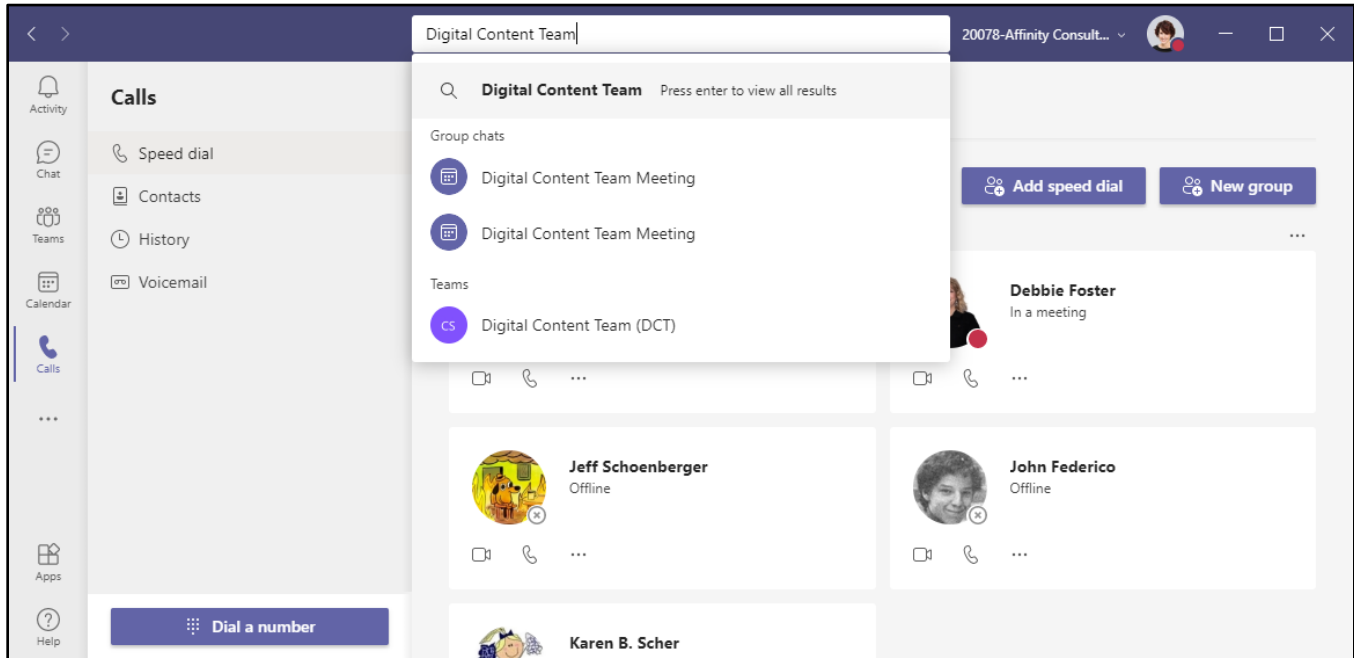 Digital Content Team
20078-Affinity Consult...
Activity
Chat
Teams
Calendar
Calls
Apps
Help
Calls
Speed dial
Contacts
History
Voicemail
Dial a number
Digital Content Team Press enter to view all results
Group chats
Digital Content Team Meeting
Digital Content Team Meeting
Teams
CS Digital Content Team (DCT)
Add speed dial
New group
...
Debbie Foster
In a meeting
Jeff Schoenberger
Offline
John Federico
Offline
Karen B. Scher